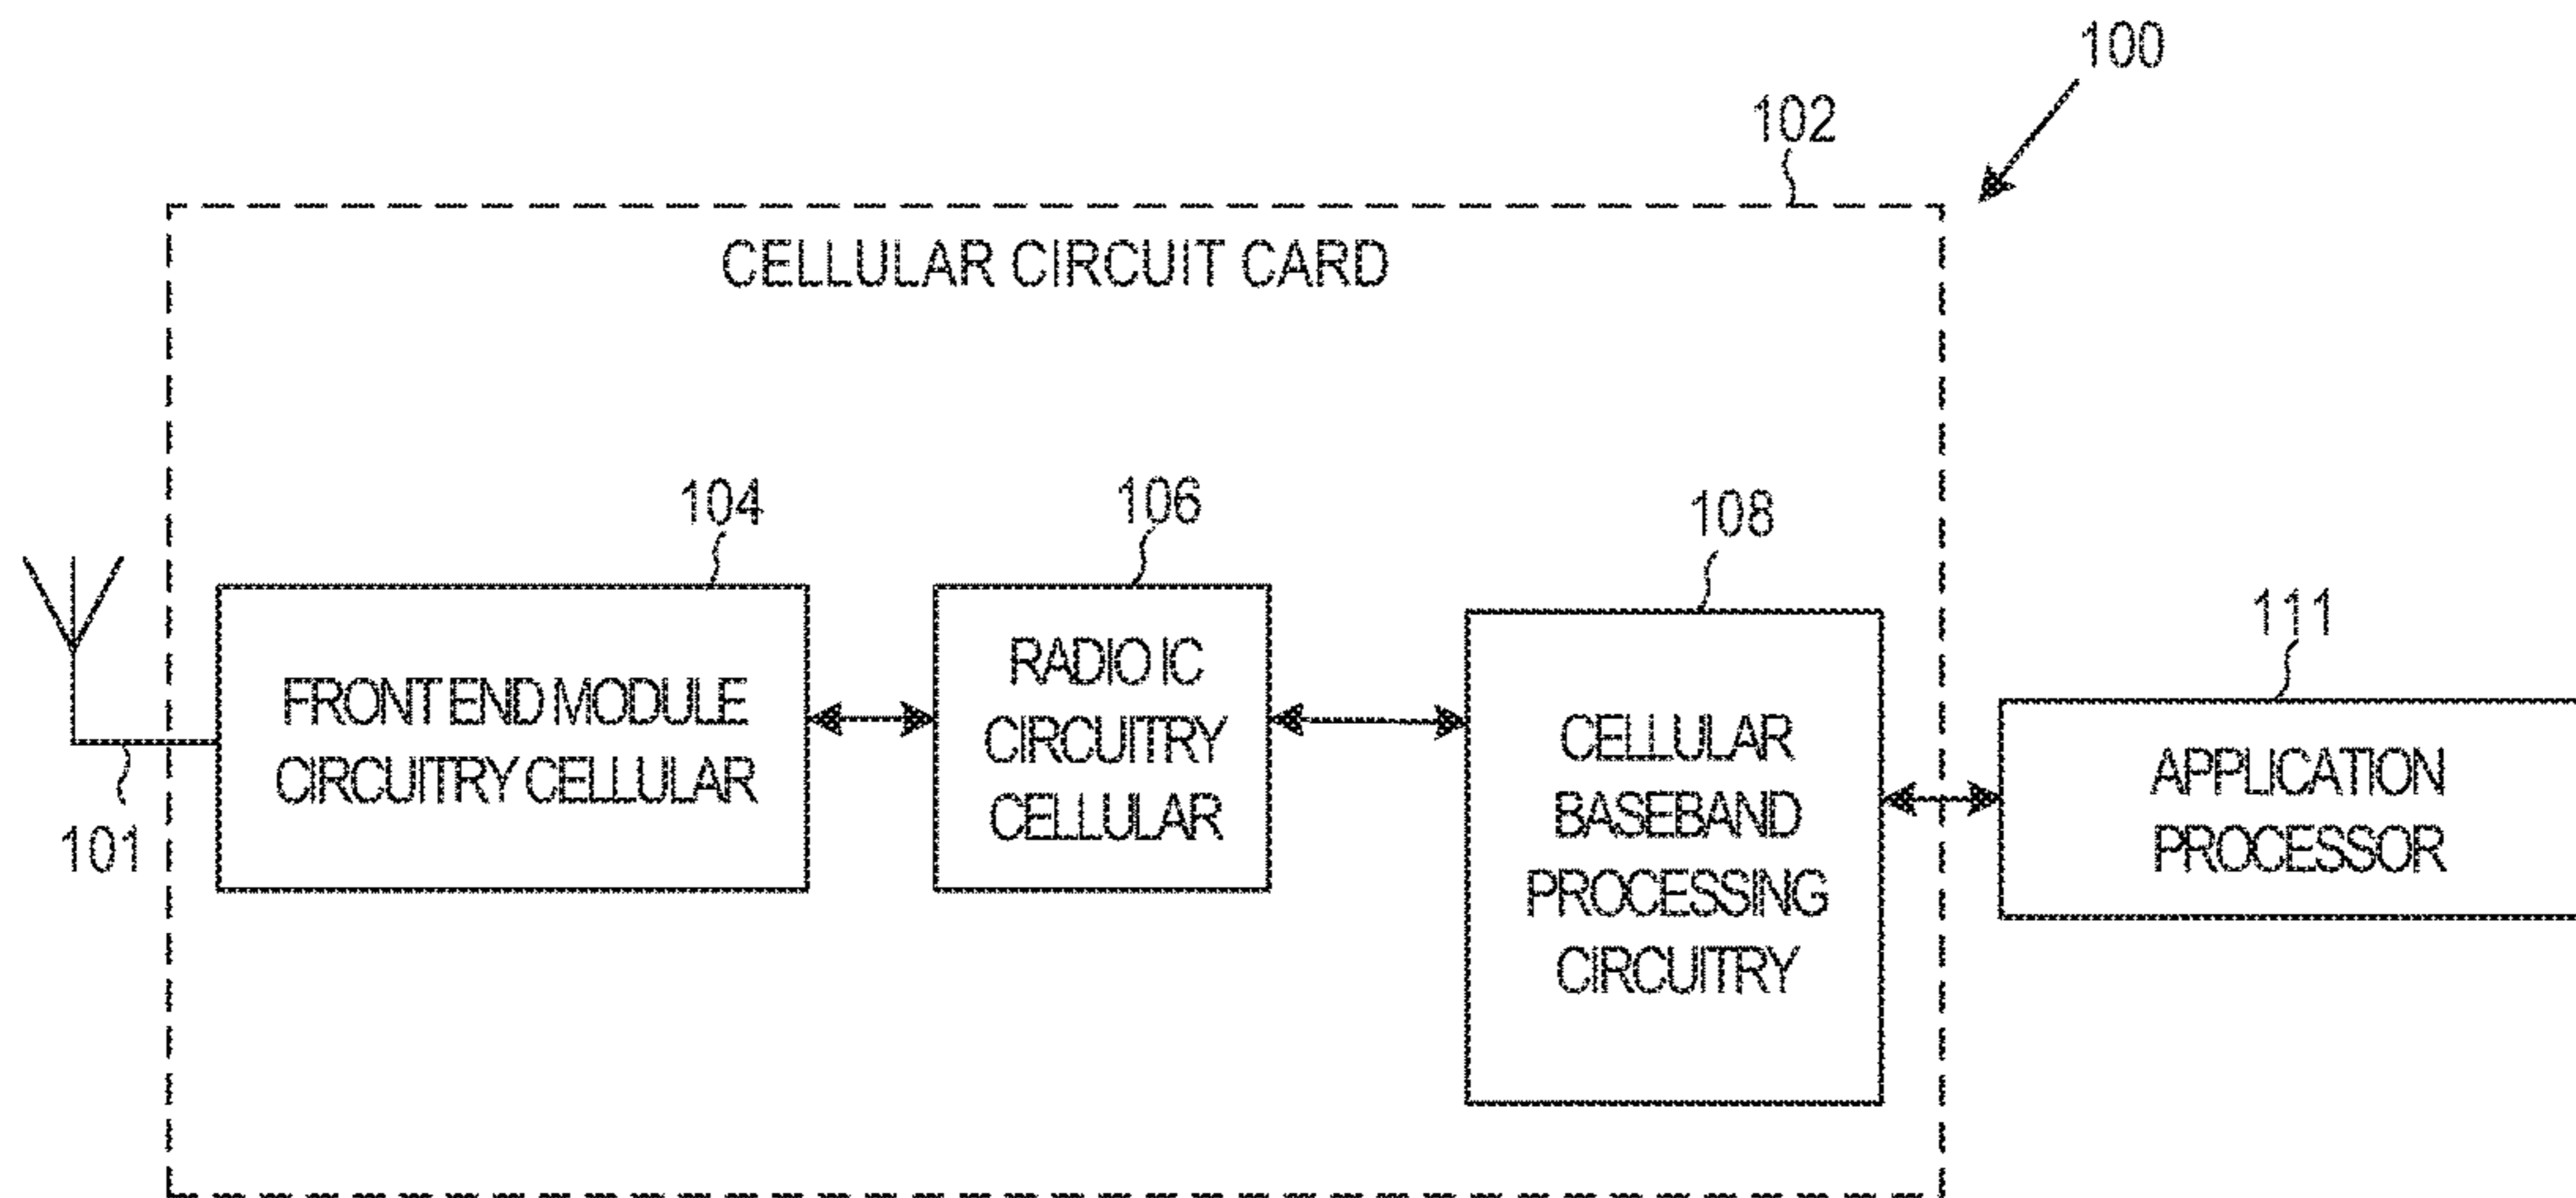 100
102
CELLULAR CIRCUIT CARD
104
106
108
111
FRONT END MODULE
CIRCUITRY CELLULAR
RADIO IC
CIRCUITRY
CELLULAR
CELLULAR
BASEBAND
PROCESSING
CIRCUITRY
APPLICATION
PROCESSOR
101